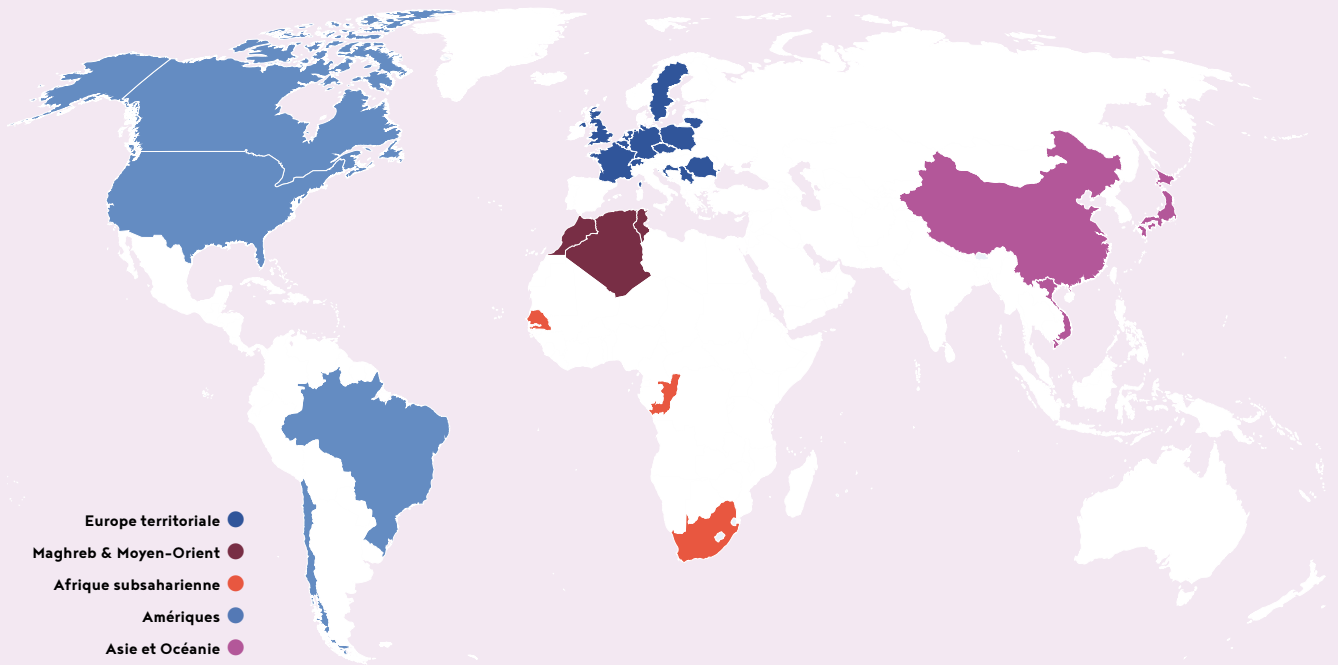 Europe territoriale
Maghreb & Moyen-Orient
Afrique subsaharienne
Amériques
Asie et Océanie